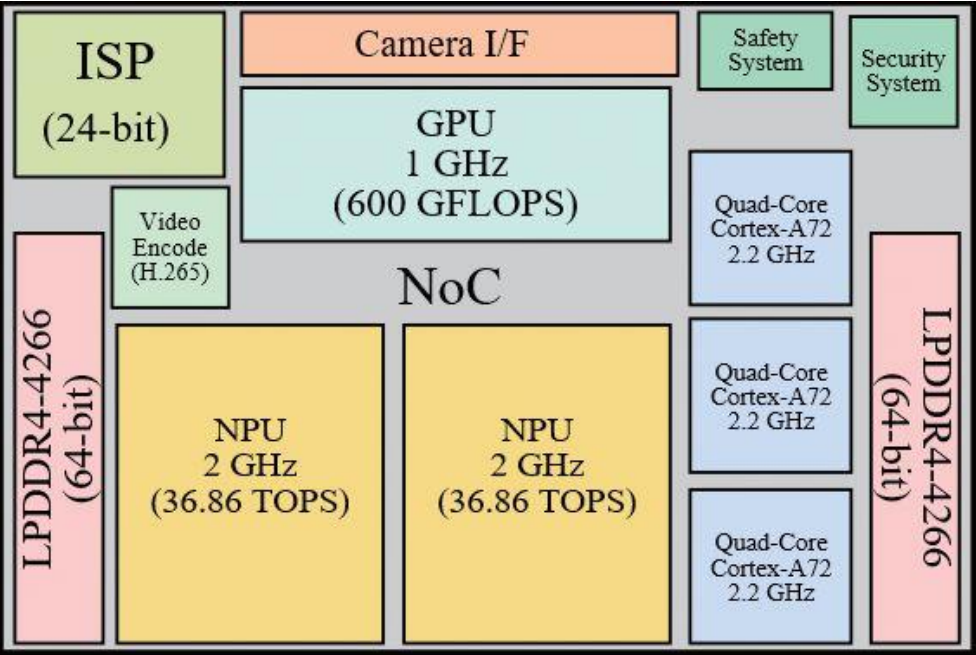 ISP
(24-bit)
Camera I/F
Safety
System
Security
System
GPU
1 GHz
(600 GFLOPS)
Video
Encode
(H.265)
NoC
Quad-Core
Cortex-A72
2.2 GHz
LPDDR4-4266
(64-bit)
NPU
2 GHz
(36.86 TOPS)
NPU
2 GHz
(36.86 TOPS)
Quad-Core
Cortex-A72
2.2 GHz
Quad-Core
Cortex-A72
2.2 GHz
LPDDR4-4266
(64-bit)